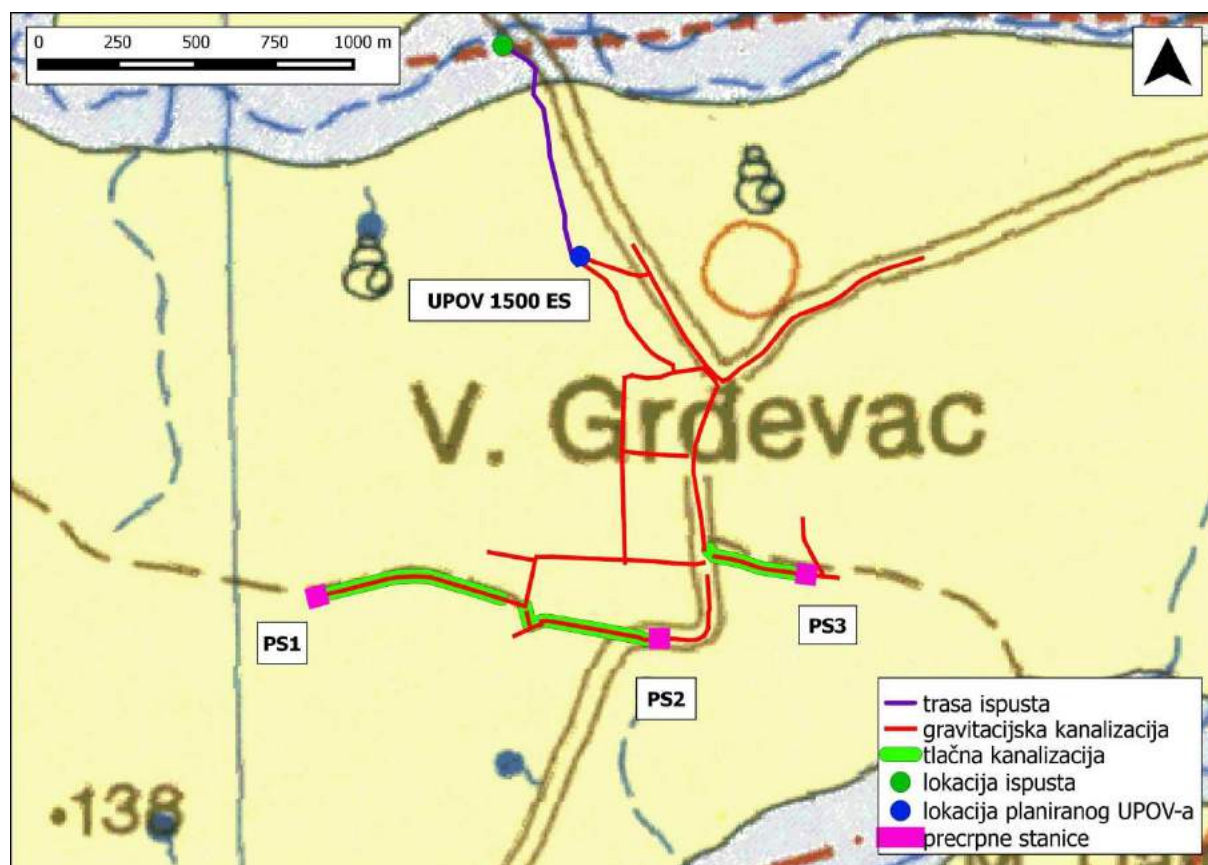 0 250 500 750 1000 m
UPOV 1500 ES
V. Grđevac
PS1
PS2
PS3
trasa ispusta
gravitacijska kanalizacija
tlačna kanalizacija
lokacija ispusta
lokacija planiranog UPOV-a
precrpne stanice
138